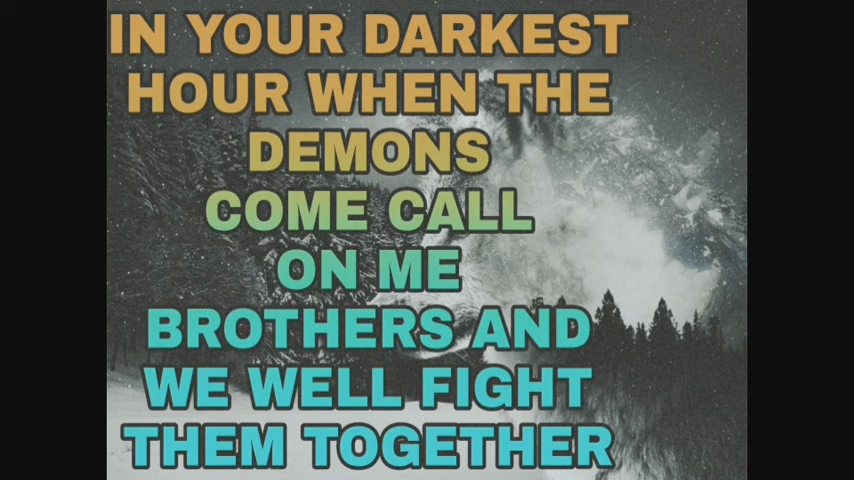 IN YOUR DARKEST
HOUR WHEN THE
DEMONS
COME CALL
ON ME
BROTHERS AND
WE WELL FIGHT
THEM TOGETHER